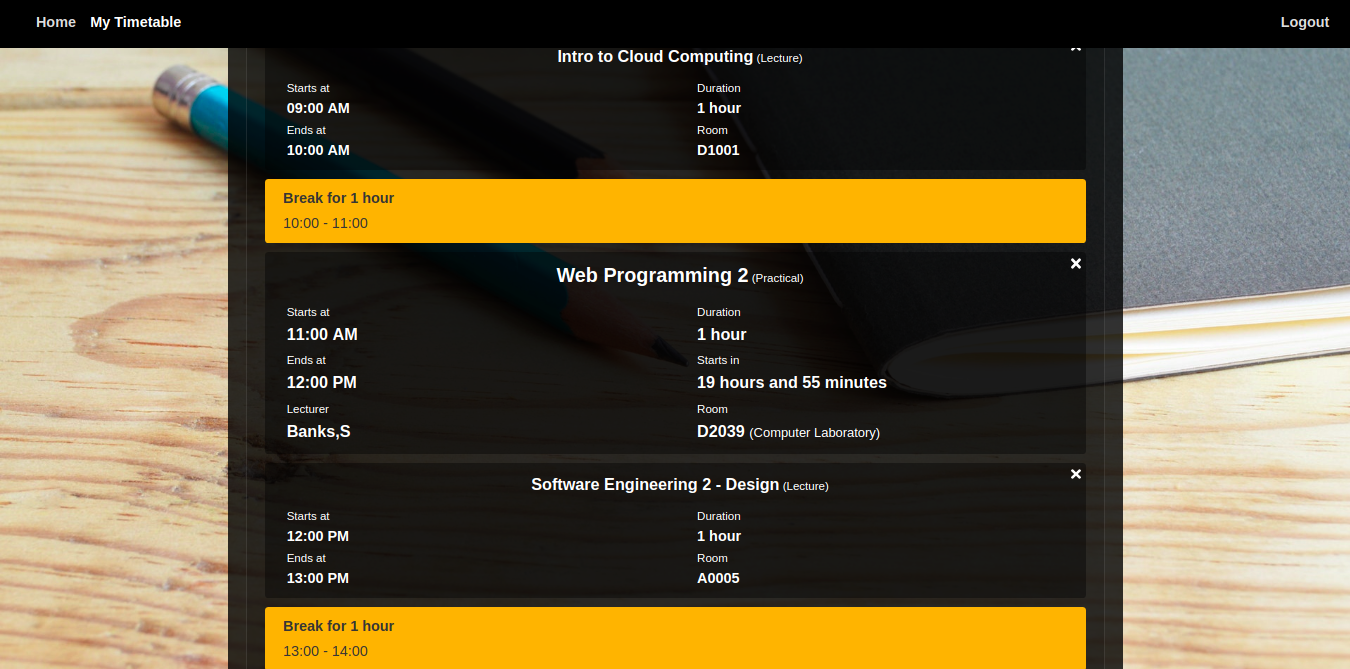 Home My Timetable Logout
Intro to Cloud Computing (Lecture)
Starts at Duration
09:00 AM 1 hour
Ends at Room
10:00 AM D1001
Break for 1 hour
10:00 - 11:00
Web Programming 2 (Practical)
Starts at Duration
11:00 AM 1 hour
Ends at Starts in
12:00 PM 19 hours and 55 minutes
Lecturer Room
Banks,S D2039 (Computer Laboratory)
Software Engineering 2 - Design (Lecture)
Starts at Duration
12:00 PM 1 hour
Ends at Room
13:00 PM A0005
Break for 1 hour
13:00 - 14:00